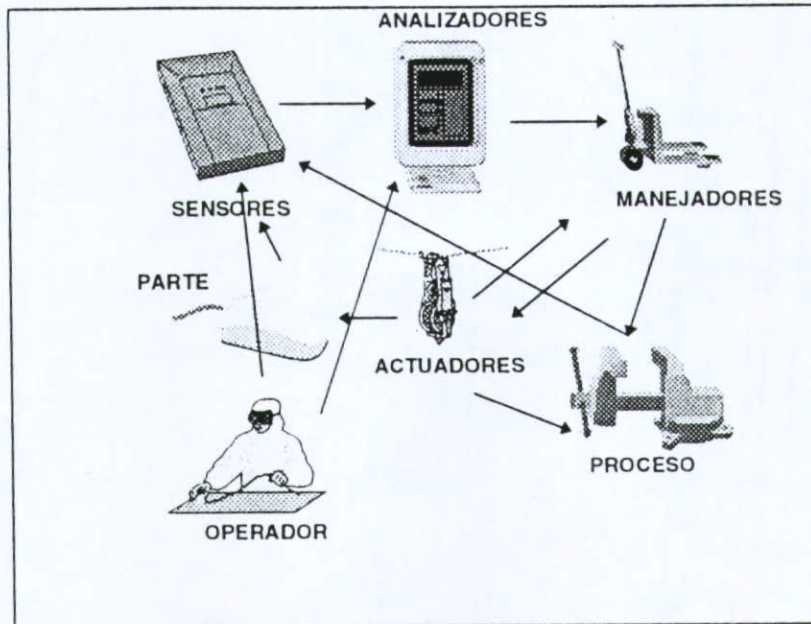 ANALIZADORES
SENSORES
MANEJADORES
PARTE
ACTUADORES
PROCESO
OPERADOR